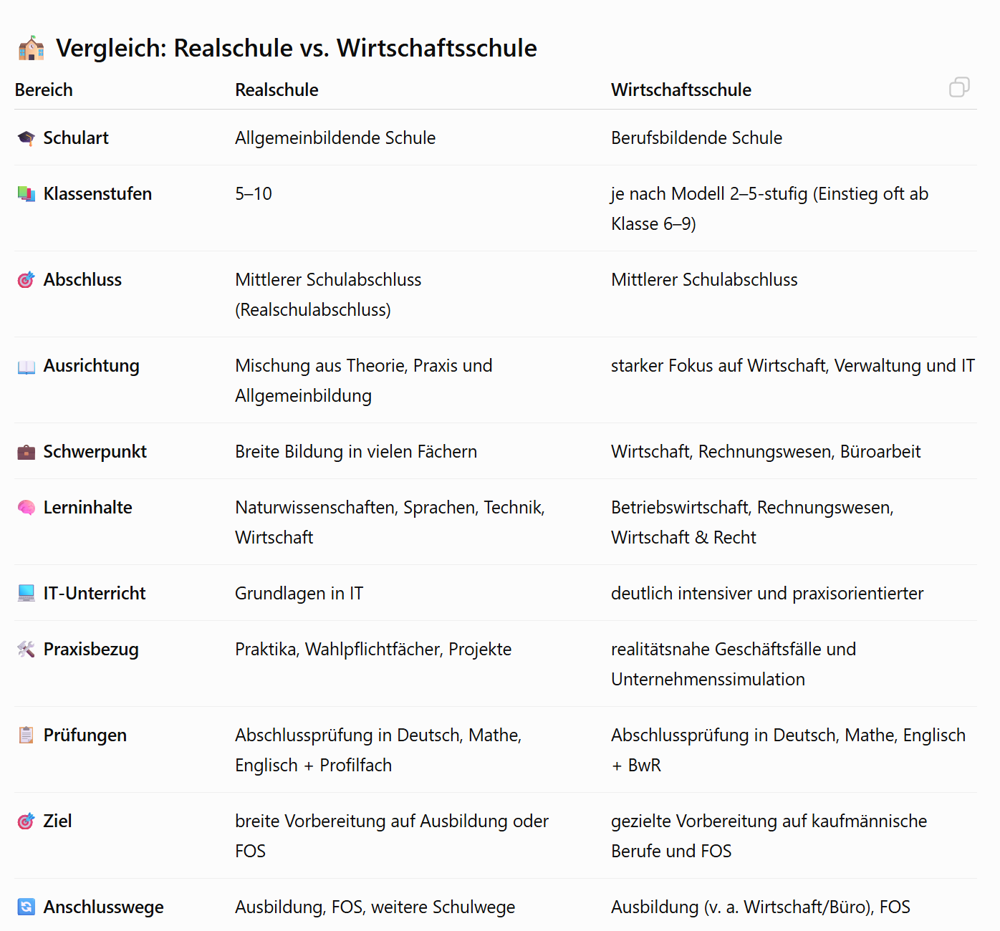 Vergleich: Realschule vs. Wirtschaftsschule
Bereich Realschule Wirtschaftsschule
Schulart Allgemeinbildende Schule Berufsbildende Schule
Klassenstufen 5–10 je nach Modell 2–5-stufig (Einstieg oft ab
Klasse 6–9)
Abschluss Mittlerer Schulabschluss Mittlerer Schulabschluss
(Realschulabschluss)
Ausrichtung Mischung aus Theorie, Praxis und starker Fokus auf Wirtschaft, Verwaltung und IT
Allgemeinbildung
Schwerpunkt Breite Bildung in vielen Fächern Wirtschaft, Rechnungswesen, Büroarbeit
Lerninhalte Naturwissenschaften, Sprachen, Technik, Betriebswirtschaft, Rechnungswesen,
Wirtschaft Wirtschaft & Recht
IT-Unterricht Grundlagen in IT deutlich intensiver und praxisorientierter
Praxisbezug Praktika, Wahlpflichtfächer, Projekte realitätsnahe Geschäftsfälle und
Unternehmenssimulation
Prüfungen Abschlussprüfung in Deutsch, Mathe, Abschlussprüfung in Deutsch, Mathe, Englisch
Englisch + Profilfach + BwR
Ziel breite Vorbereitung auf Ausbildung oder gezielte Vorbereitung auf kaufmännische
FOS Berufe und FOS
Anschlusswege Ausbildung, FOS, weitere Schulwege Ausbildung (v. a. Wirtschaft/Büro), FOS